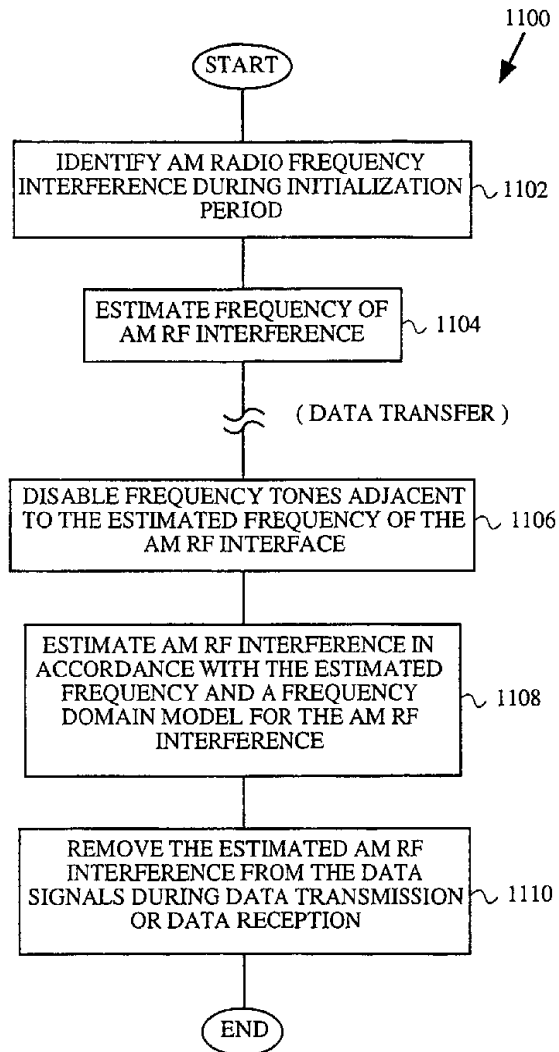 1100
START
IDENTIFY AM RADIO FREQUENCY
INTERFERENCE DURING INITIALIZATION
PERIOD
1102
ESTIMATE FREQUENCY OF
AM RF INTERFERENCE
1104
( DATA TRANSFER )
DISABLE FREQUENCY TONES ADJACENT
TO THE ESTIMATED FREQUENCY OF THE
AM RF INTERFACE
1106
ESTIMATE AM RF INTERFERENCE IN
ACCORDANCE WITH THE ESTIMATED
FREQUENCY AND A FREQUENCY
DOMAIN MODEL FOR THE AM RF
INTERFERENCE
1108
REMOVE THE ESTIMATED AM RF
INTERFERENCE FROM THE DATA
SIGNALS DURING DATA TRANSMISSION
OR DATA RECEPTION
1110
END